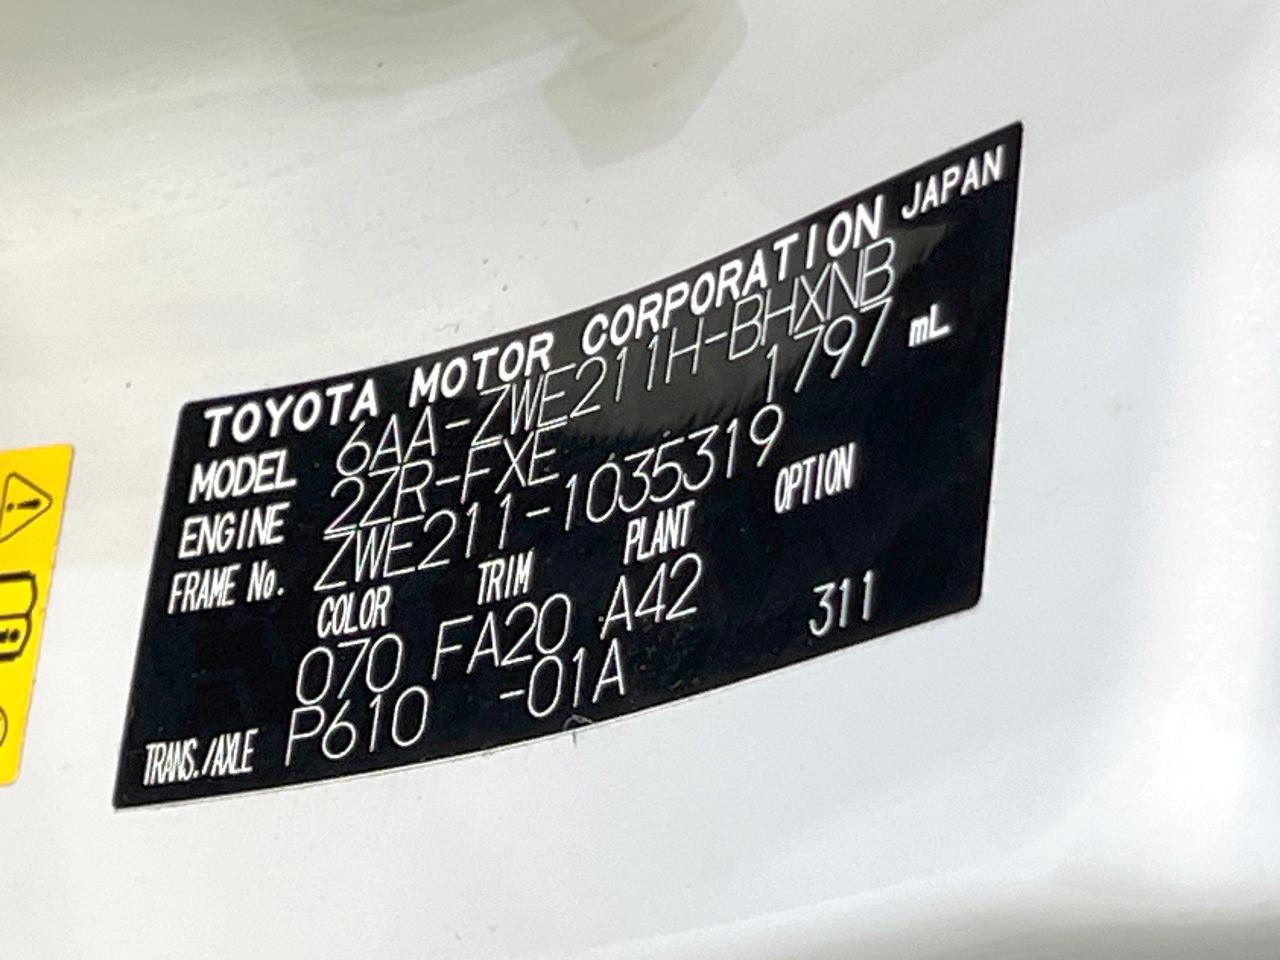 TOYOTA MOTOR CORPORATION JAPAN
MODEL 6AA-ZWE211H-BHXNB
ENGINE 2ZR-FXE 1797 mL
FRAME No. ZWE211-1035319
COLOR TRIM PLANT OPTION
070 FA20 A42
TRANS./AXLE P610 -01A 311